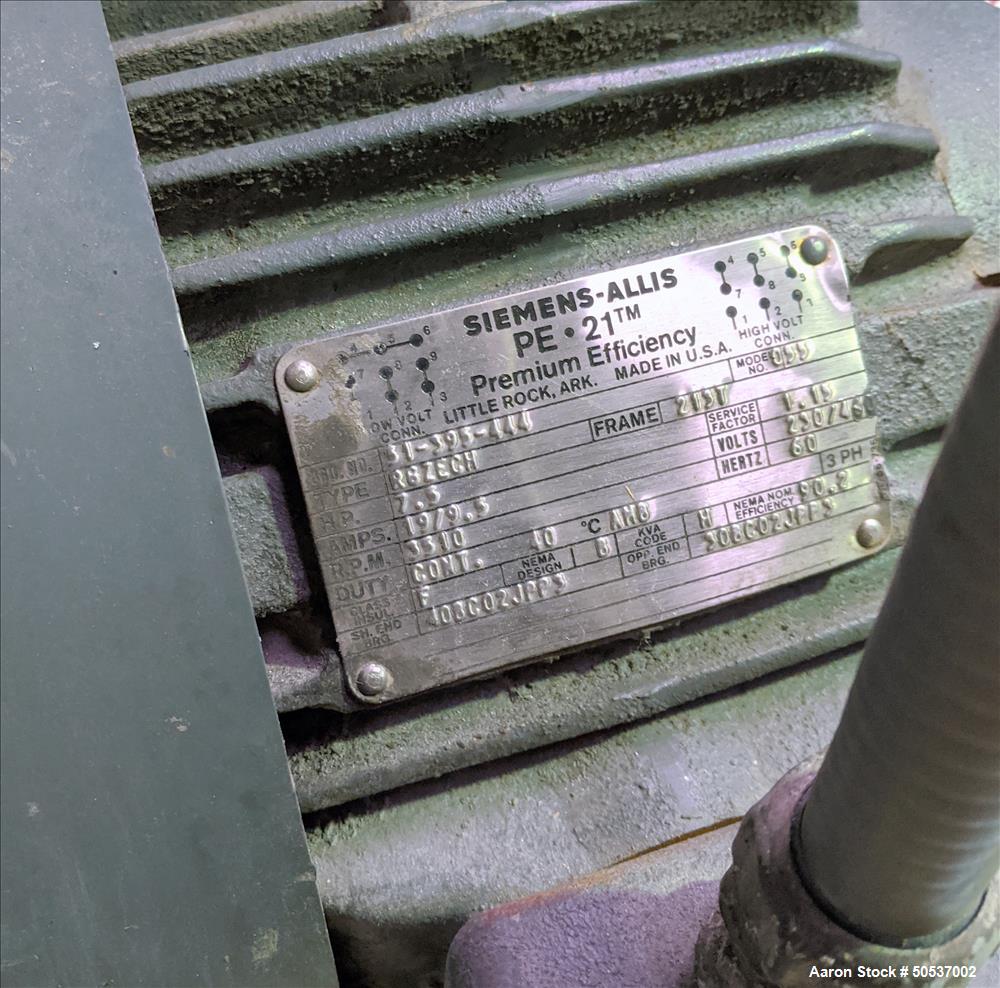 SIEMENS-ALLIS
PE • 21™
Premium Efficiency
LITTLE ROCK, ARK. MADE IN U.S.A.
LOW VOLT CONN.
HIGH VOLT CONN.
MODEL NO.
FRAME
TYPE RGZECH
SERVICE FACTOR 1.15
H.P. 7.5 VOLTS 230/460
AMPS. 19/9.5 HERTZ 60 3 PH
R.P.M.
DUTY CONT. 40 °C AMB
CLASS INSUL F NEMA DESIGN B KVA CODE H NEMA NOM. EFFICIENCY 90.2
SH. END BRG. OPP. END BRG.
Aaron Stock # 50537002